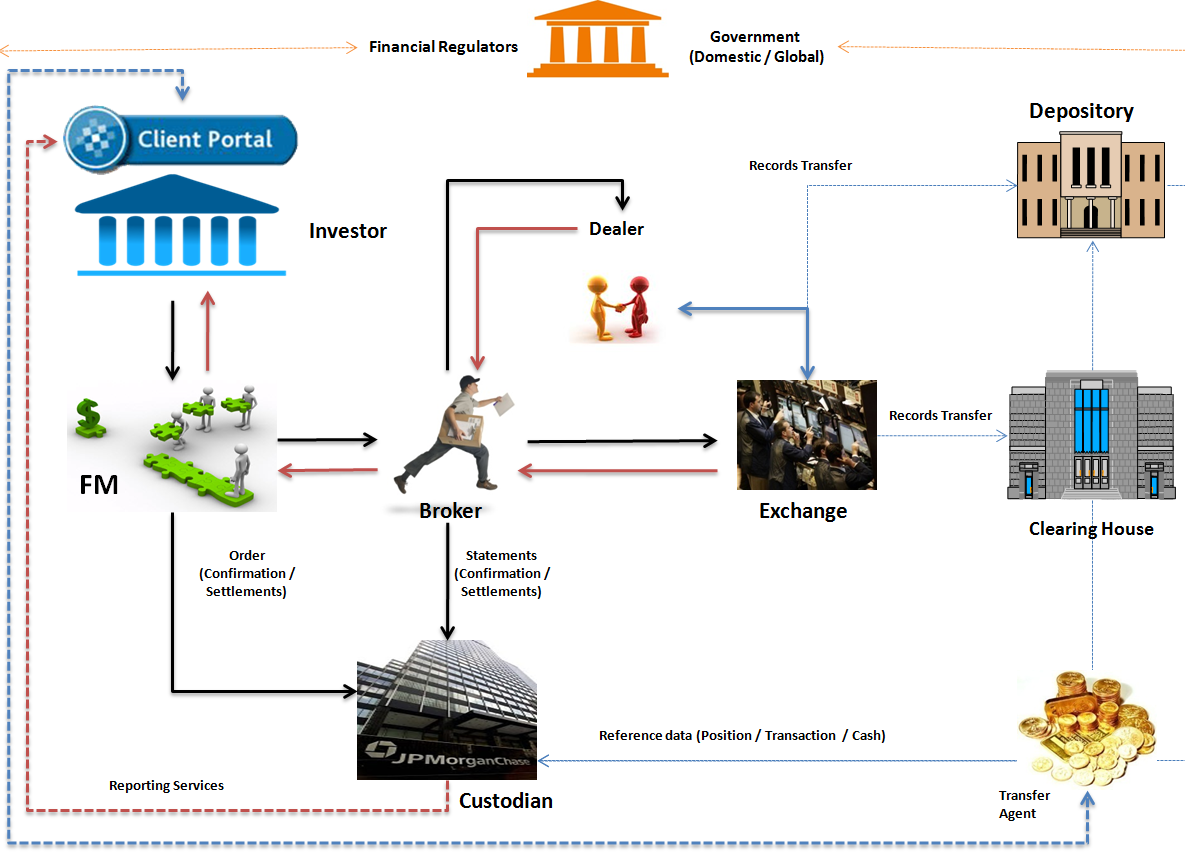 Financial Regulators
Government
(Domestic / Global)
Client Portal
Depository
Records Transfer
Investor
Dealer
Records Transfer
FM
Broker
Exchange
Clearing House
Order
(Confirmation /
Settlements)
Statements
(Confirmation /
Settlements)
Reference data (Position / Transaction / Cash)
JPMorganChase
Reporting Services
Custodian
Transfer
Agent